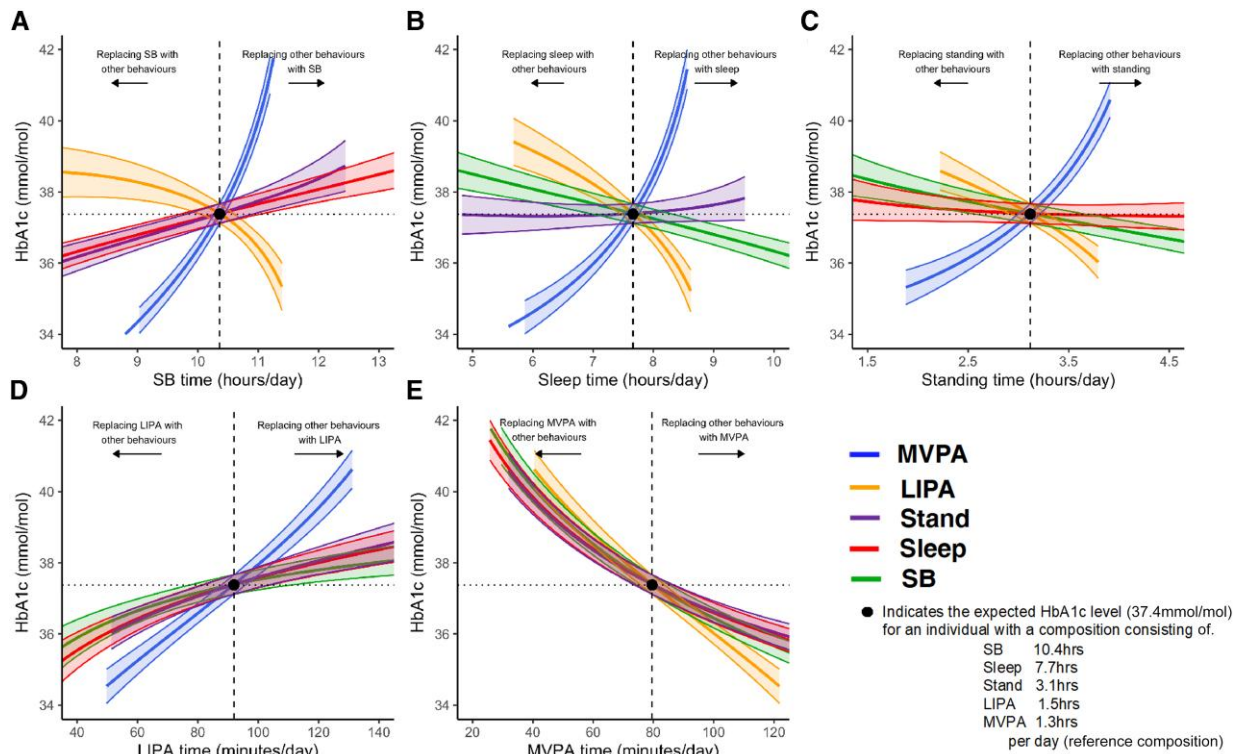 A
B
C
Replacing SB with
other behaviours
Replacing other behaviours
with SB
Replacing sleep with
other behaviours
Replacing other behaviours
with sleep
Replacing standing with
other behaviours
Replacing other behaviours
with standing
HbA1c (mmol/mol)
42
40
38
36
34
8 9 10 11 12 13
SB time (hours/day)
HbA1c (mmol/mol)
42
40
38
36
34
5 6 7 8 9 10
Sleep time (hours/day)
HbA1c (mmol/mol)
42
40
38
36
34
1.5 2.5 3.5 4.5
Standing time (hours/day)
D
E
Replacing LIPA with
other behaviours
Replacing other behaviours
with LIPA
Replacing MVPA with
other behaviours
Replacing other behaviours
with MVPA
HbA1c (mmol/mol)
42
40
38
36
34
40 60 80 100 120 140
LIPA time (minutes/day)
HbA1c (mmol/mol)
42
40
38
36
34
20 40 60 80 100 120
MVPA time (minutes/day)
MVPA
LIPA
Stand
Sleep
SB
Indicates the expected HbA1c level (37.4mmol/mol)
for an individual with a composition consisting of.
SB 10.4hrs
Sleep 7.7hrs
Stand 3.1hrs
LIPA 1.5hrs
MVPA 1.3hrs
per day (reference composition)